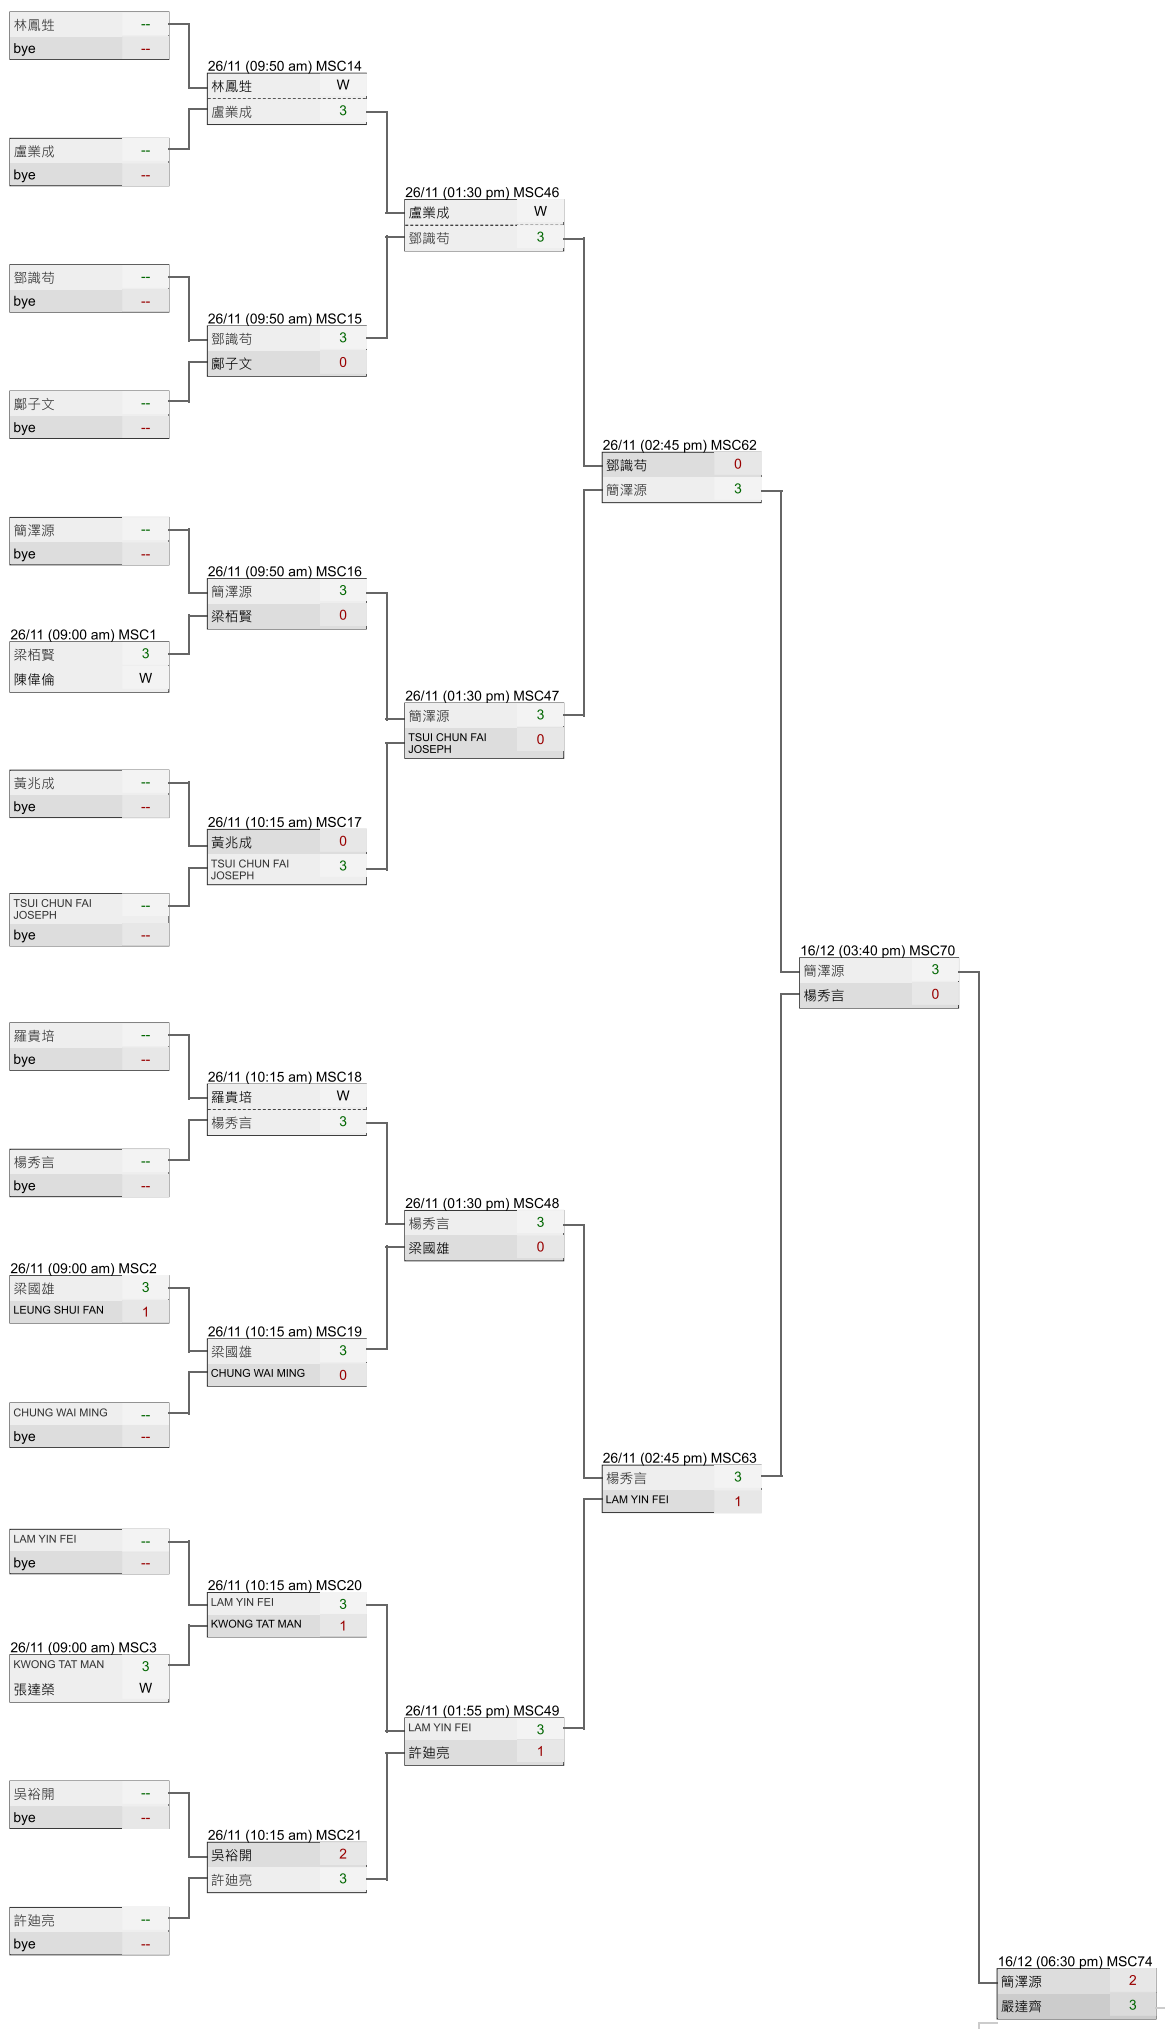 林鳳甡 --
bye --
26/11 (09:50 am) MSC14
林鳳甡 W
盧業成 3
盧業成 --
bye --
26/11 (01:30 pm) MSC46
盧業成 W
鄧識苟 3
鄧識苟 --
bye --
26/11 (09:50 am) MSC15
鄧識苟 3
鄺子文 0
鄺子文 --
bye --
26/11 (02:45 pm) MSC62
鄧識苟 0
簡澤源 3
簡澤源 --
bye --
26/11 (09:50 am) MSC16
簡澤源 3
梁栢賢 0
26/11 (09:00 am) MSC1
梁栢賢 3
陳偉倫 W
26/11 (01:30 pm) MSC47
簡澤源 3
TSUI CHUN FAI 0
JOSEPH
黃兆成 --
bye --
26/11 (10:15 am) MSC17
黃兆成 0
TSUI CHUN FAI 3
JOSEPH
TSUI CHUN FAI --
JOSEPH
bye --
16/12 (03:40 pm) MSC70
簡澤源 3
楊秀言 0
羅貴培 --
bye --
26/11 (10:15 am) MSC18
羅貴培 W
楊秀言 3
楊秀言 --
bye --
26/11 (01:30 pm) MSC48
楊秀言 3
梁國雄 0
26/11 (09:00 am) MSC2
梁國雄 3
LEUNG SHUI FAN 1
26/11 (10:15 am) MSC19
梁國雄 3
CHUNG WAI MING 0
CHUNG WAI MING --
bye --
26/11 (02:45 pm) MSC63
楊秀言 3
LAM YIN FEI 1
LAM YIN FEI --
bye --
26/11 (10:15 am) MSC20
LAM YIN FEI 3
KWONG TAT MAN 1
26/11 (09:00 am) MSC3
KWONG TAT MAN 3
張達榮 W
26/11 (01:55 pm) MSC49
LAM YIN FEI 3
許廸亮 1
吳裕開 --
bye --
26/11 (10:15 am) MSC21
吳裕開 2
許廸亮 3
許廸亮 --
bye --
16/12 (06:30 pm) MSC74
簡澤源 2
嚴達齊 3